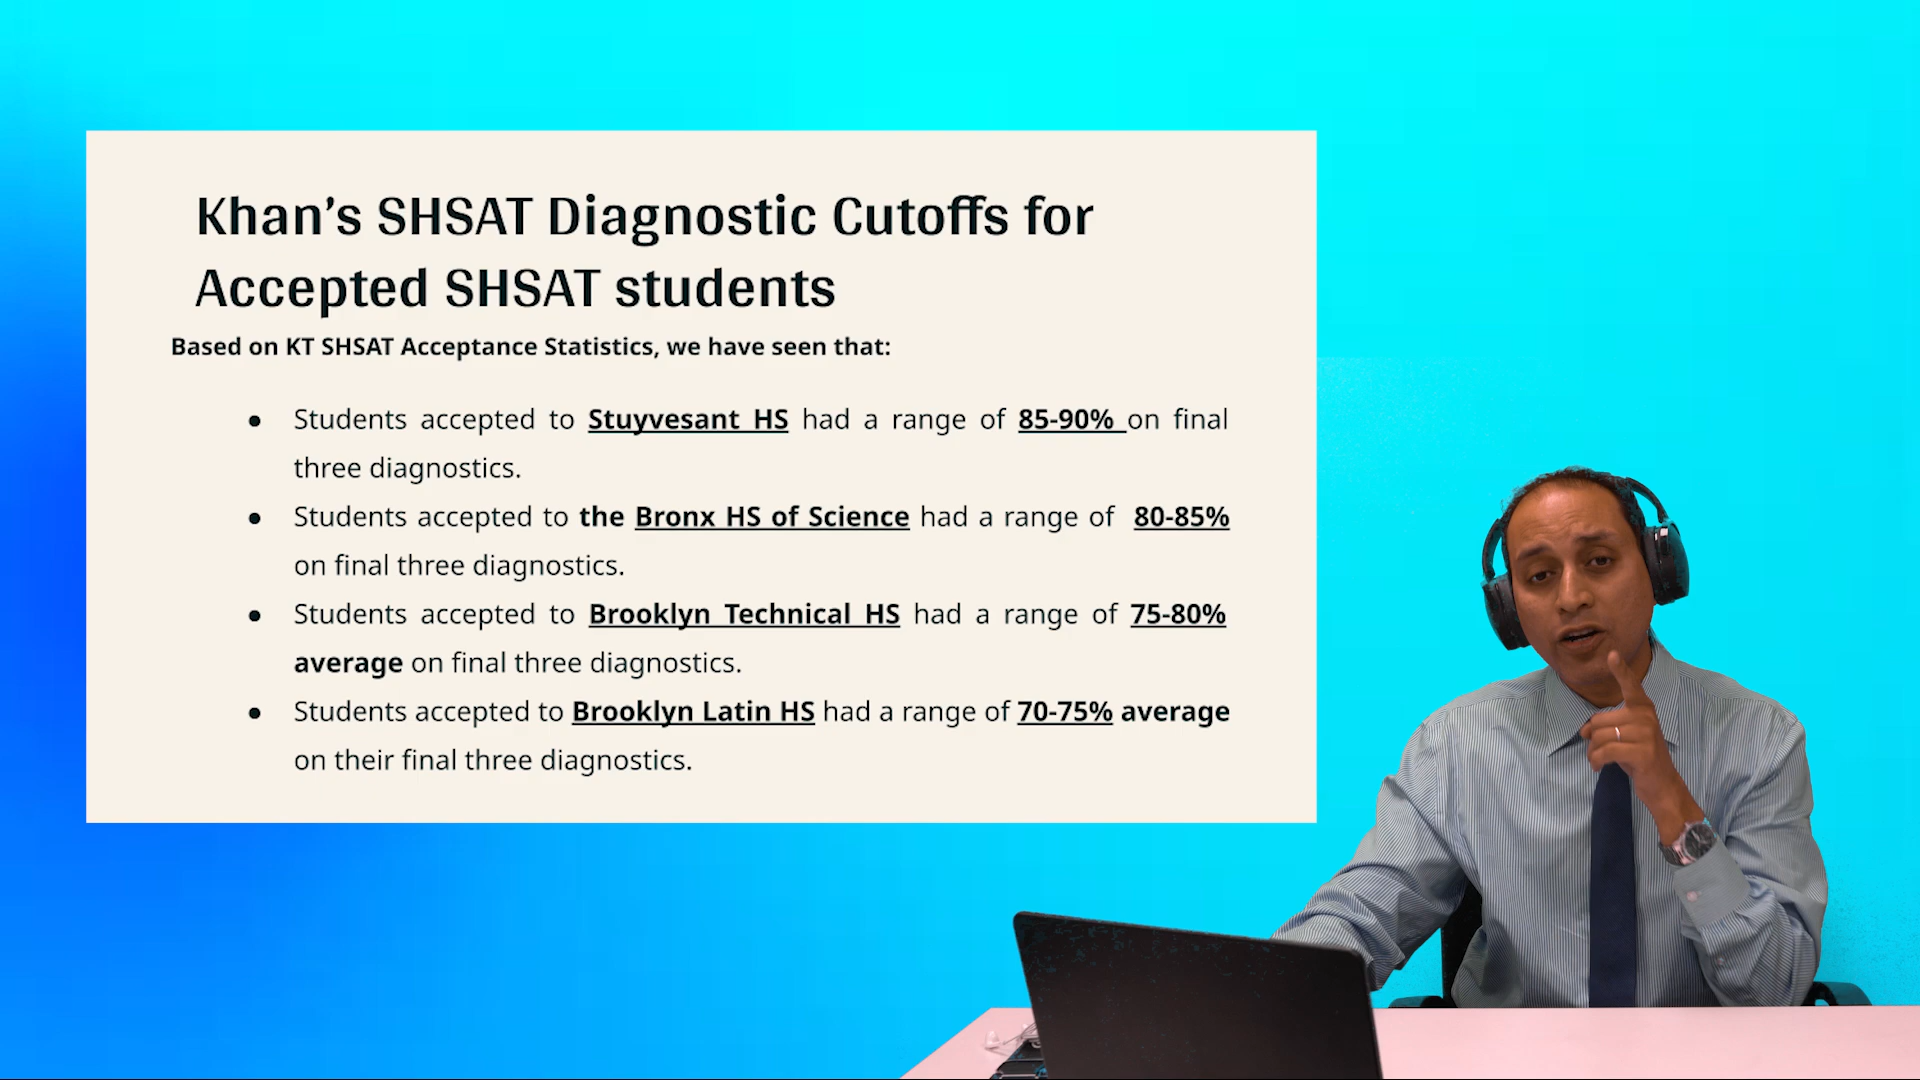 Khan’s SHSAT Diagnostic Cutoffs for
Accepted SHSAT students
Based on KT SHSAT Acceptance Statistics, we have seen that:
● Students accepted to Stuyvesant HS had a range of 85-90% on final
three diagnostics.
● Students accepted to the Bronx HS of Science had a range of 80-85%
on final three diagnostics.
● Students accepted to Brooklyn Technical HS had a range of 75-80%
average on final three diagnostics.
● Students accepted to Brooklyn Latin HS had a range of 70-75% average
on their final three diagnostics.